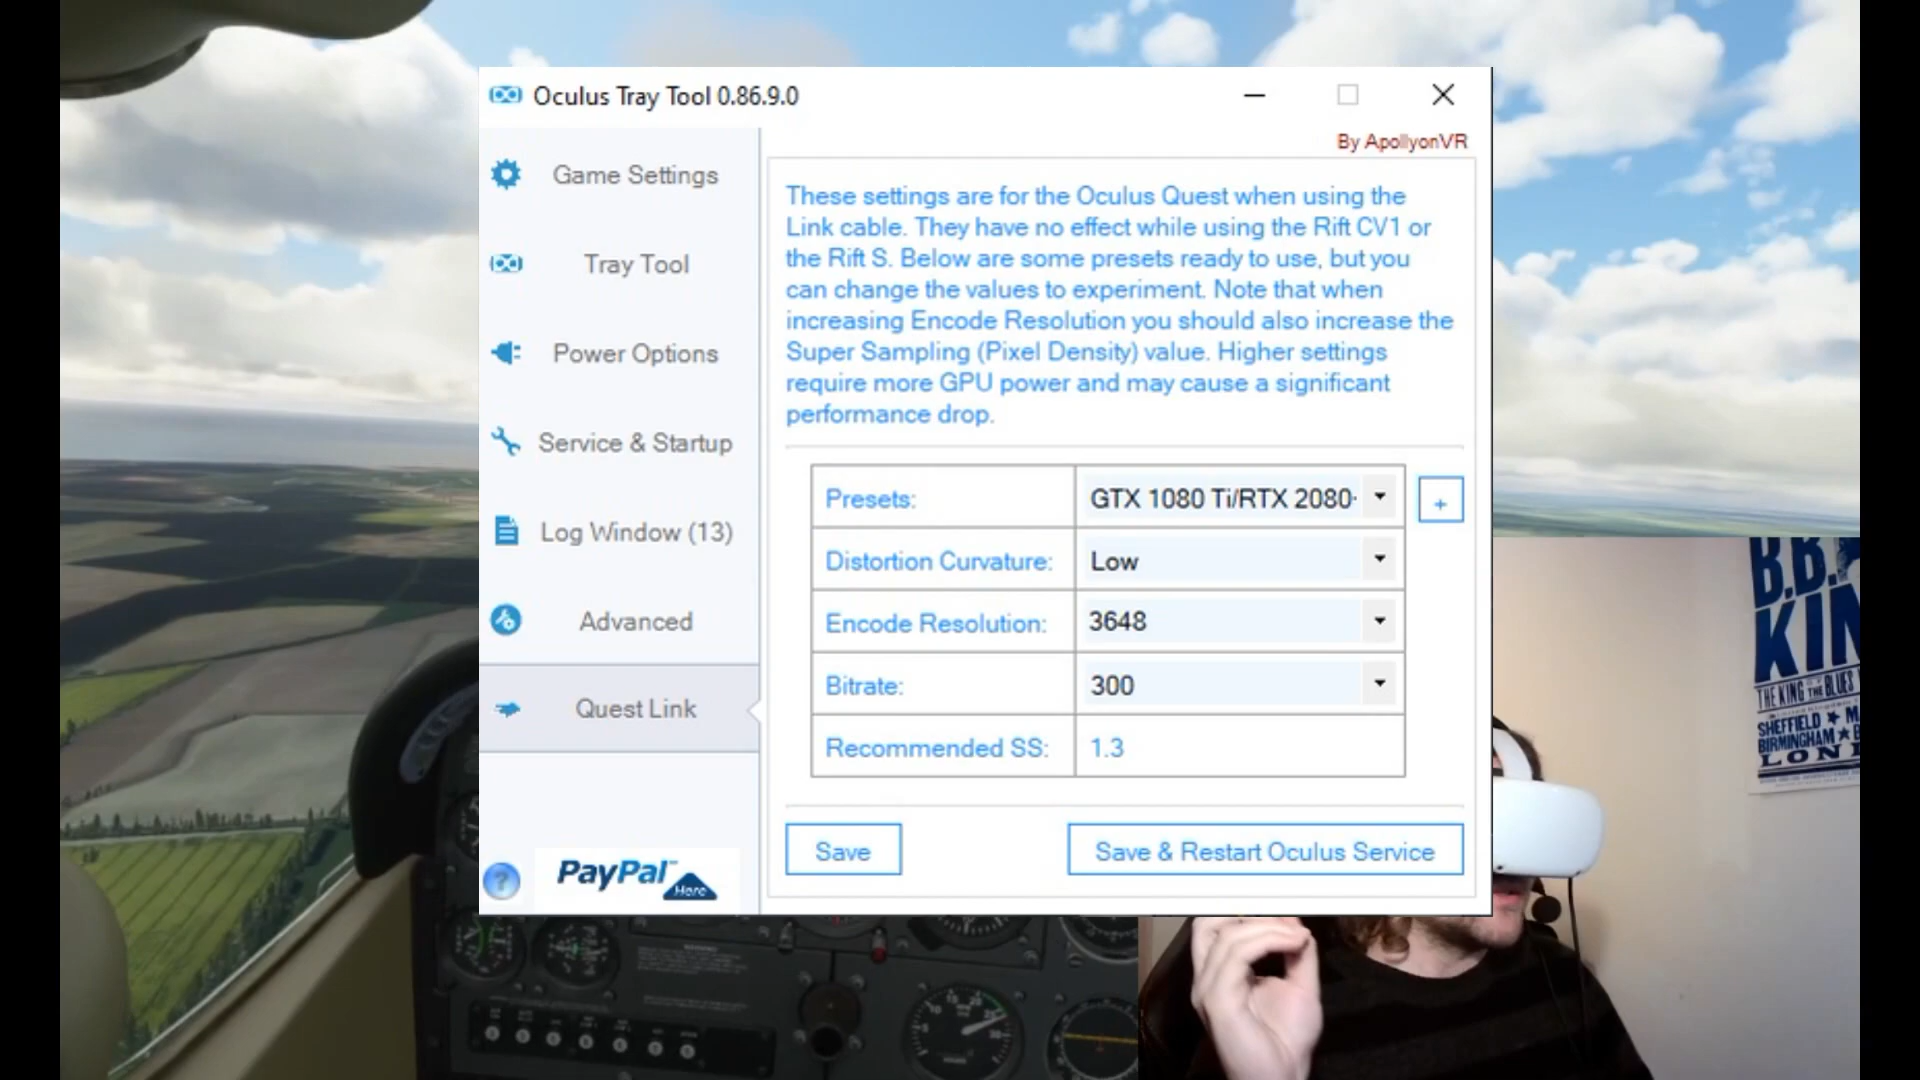 Oculus Tray Tool 0.86.9.0
By ApollyonVR
Game Settings
Tray Tool
Power Options
Service & Startup
Log Window (13)
Advanced
Quest Link
PayPal
Here
These settings are for the Oculus Quest when using the
Link cable. They have no effect while using the Rift CV1 or
the Rift S. Below are some presets ready to use, but you
can change the values to experiment. Note that when
increasing Encode Resolution you should also increase the
Super Sampling (Pixel Density) value. Higher settings
require more GPU power and may cause a significant
performance drop.
Presets: GTX 1080 Ti/RTX 2080
+
Distortion Curvature: Low
Encode Resolution: 3648
Bitrate: 300
Recommended SS: 1.3
Save
Save & Restart Oculus Service
B.B.
KIN
THE KING OF THE BLUES
SHEFFIELD ★ M
BIRMINGHAM ★
LON